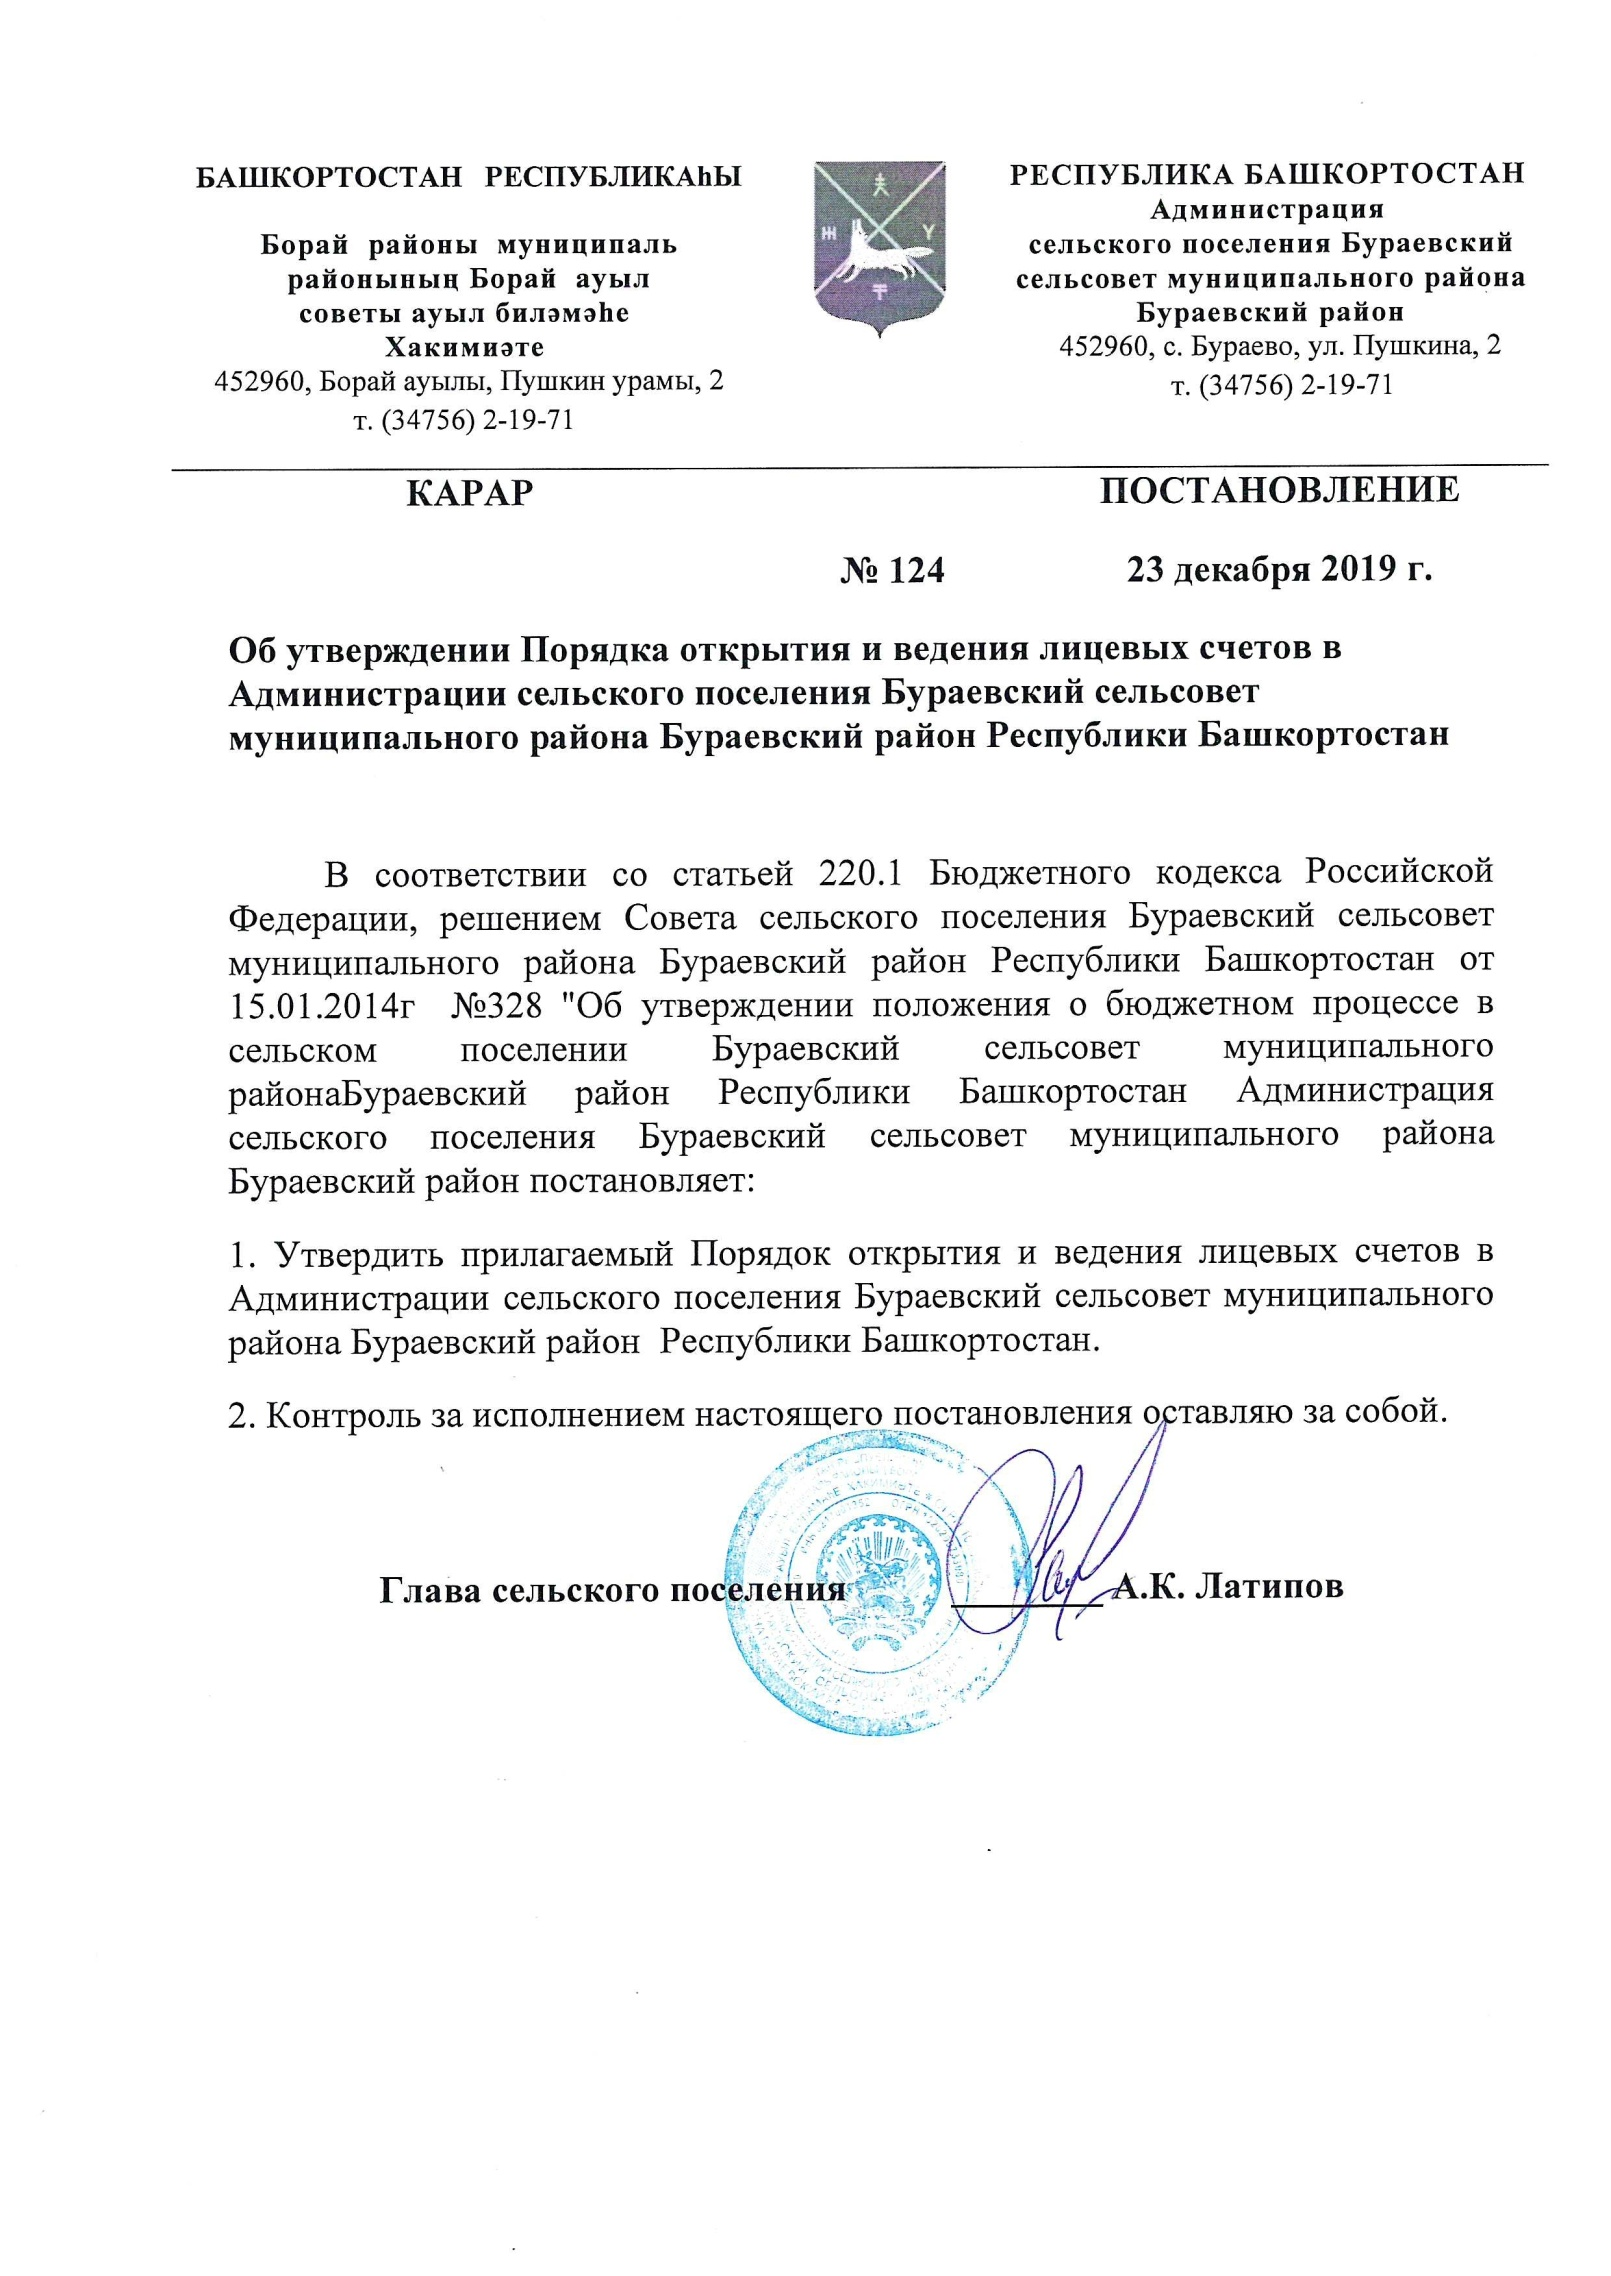 БАШКОРТОСТАН РЕСПУБЛИКАҺЫ
Борай районы муниципаль
районының Борай ауыл
советы ауыл биләмәһе
Хакимиәте
452960, Борай ауылы, Пушкин урамы, 2
т. (34756) 2-19-71
РЕСПУБЛИКА БАШКОРТОСТАН
Администрация
сельского поселения Бураевский
сельсовет муниципального района
Бураевский район
452960, с. Бураево, ул. Пушкина, 2
т. (34756) 2-19-71
КАРАР
ПОСТАНОВЛЕНИЕ
№ 124 23 декабря 2019 г.
Об утверждении Порядка открытия и ведения лицевых счетов в
Администрации сельского поселения Бураевский сельсовет
муниципального района Бураевский район Республики Башкортостан
В соответствии со статьей 220.1 Бюджетного кодекса Российской
Федерации, решением Совета сельского поселения Бураевский сельсовет
муниципального района Бураевский район Республики Башкортостан от
15.01.2014г №328 "Об утверждении положения о бюджетном процессе в
сельском поселении Бураевский сельсовет муниципального
районаБураевский район Республики Башкортостан Администрация
сельского поселения Бураевский сельсовет муниципального района
Бураевский район постановляет:
1. Утвердить прилагаемый Порядок открытия и ведения лицевых счетов в
Администрации сельского поселения Бураевский сельсовет муниципального
района Бураевский район Республики Башкортостан.
2. Контроль за исполнением настоящего постановления оставляю за собой.
Глава сельского поселения ________ А.К. Латипов